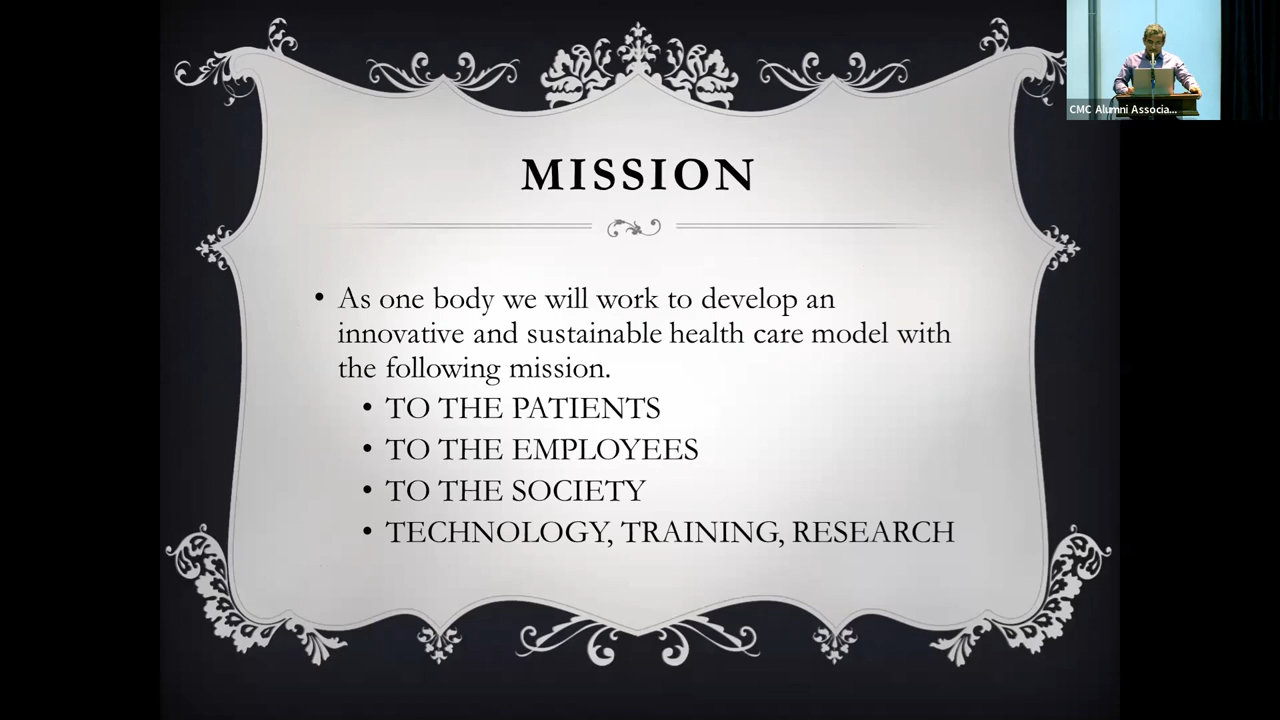 CMC Alumni Associa...
MISSION
• As one body we will work to develop an
innovative and sustainable health care model with
the following mission.
• TO THE PATIENTS
• TO THE EMPLOYEES
• TO THE SOCIETY
• TECHNOLOGY, TRAINING, RESEARCH